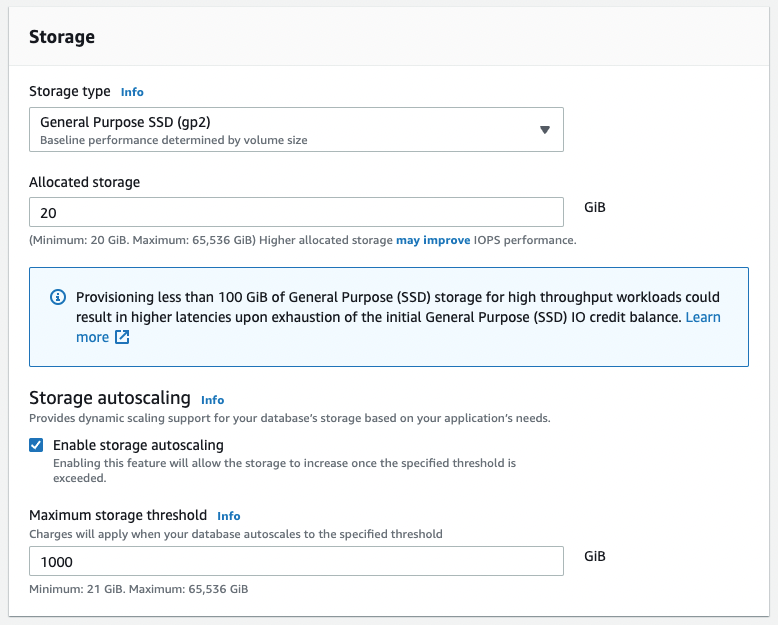 Storage
Storage type Info
General Purpose SSD (gp2)
Baseline performance determined by volume size
Allocated storage
20 GiB
(Minimum: 20 GiB. Maximum: 65,536 GiB) Higher allocated storage may improve IOPS performance.
Provisioning less than 100 GiB of General Purpose (SSD) storage for high throughput workloads could
result in higher latencies upon exhaustion of the initial General Purpose (SSD) IO credit balance. Learn
more
Storage autoscaling Info
Provides dynamic scaling support for your database's storage based on your application's needs.
Enable storage autoscaling
Enabling this feature will allow the storage to increase once the specified threshold is
exceeded.
Maximum storage threshold Info
Charges will apply when your database autoscales to the specified threshold
1000 GiB
Minimum: 21 GiB. Maximum: 65,536 GiB